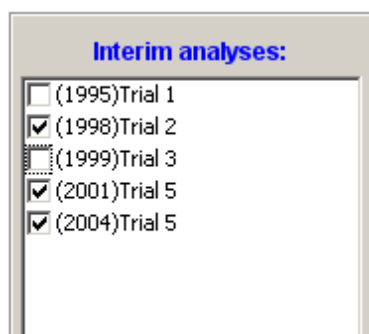 Interim analyses:
(1995)Trial 1
(1998)Trial 2
(1999)Trial 3
(2001)Trial 5
(2004)Trial 5